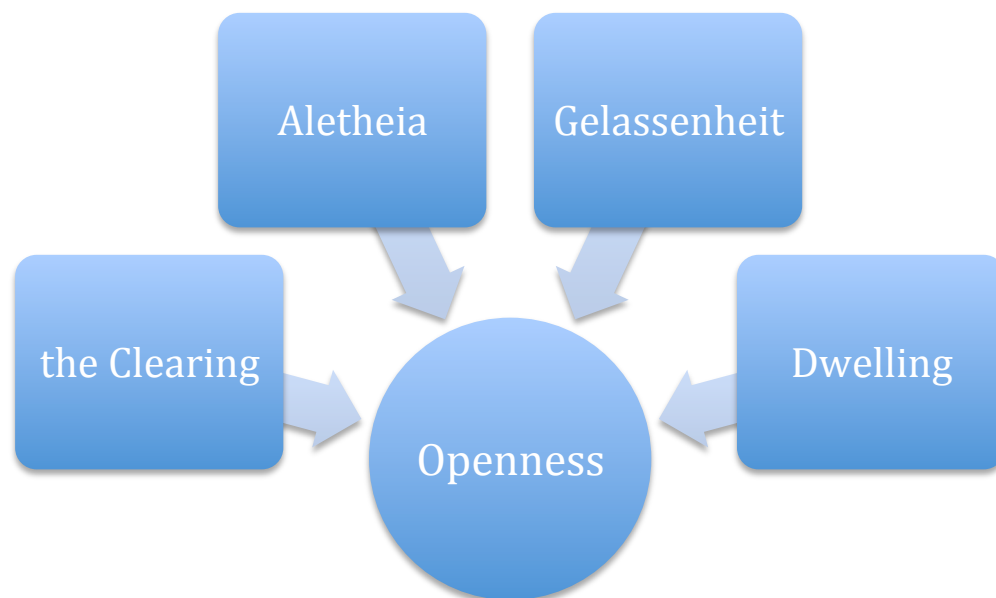 Aletheia
Gelassenheit
the Clearing
Dwelling
Openness